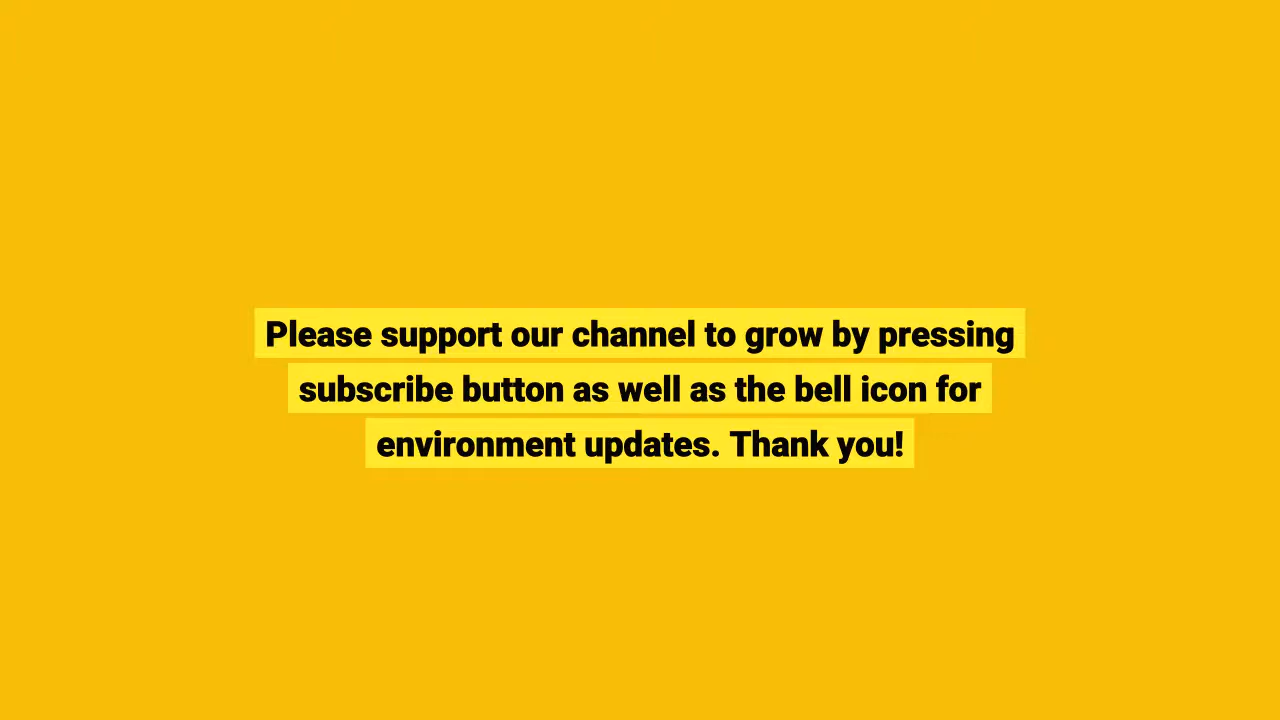 Please support our channel to grow by pressing
subscribe button as well as the bell icon for
environment updates. Thank you!